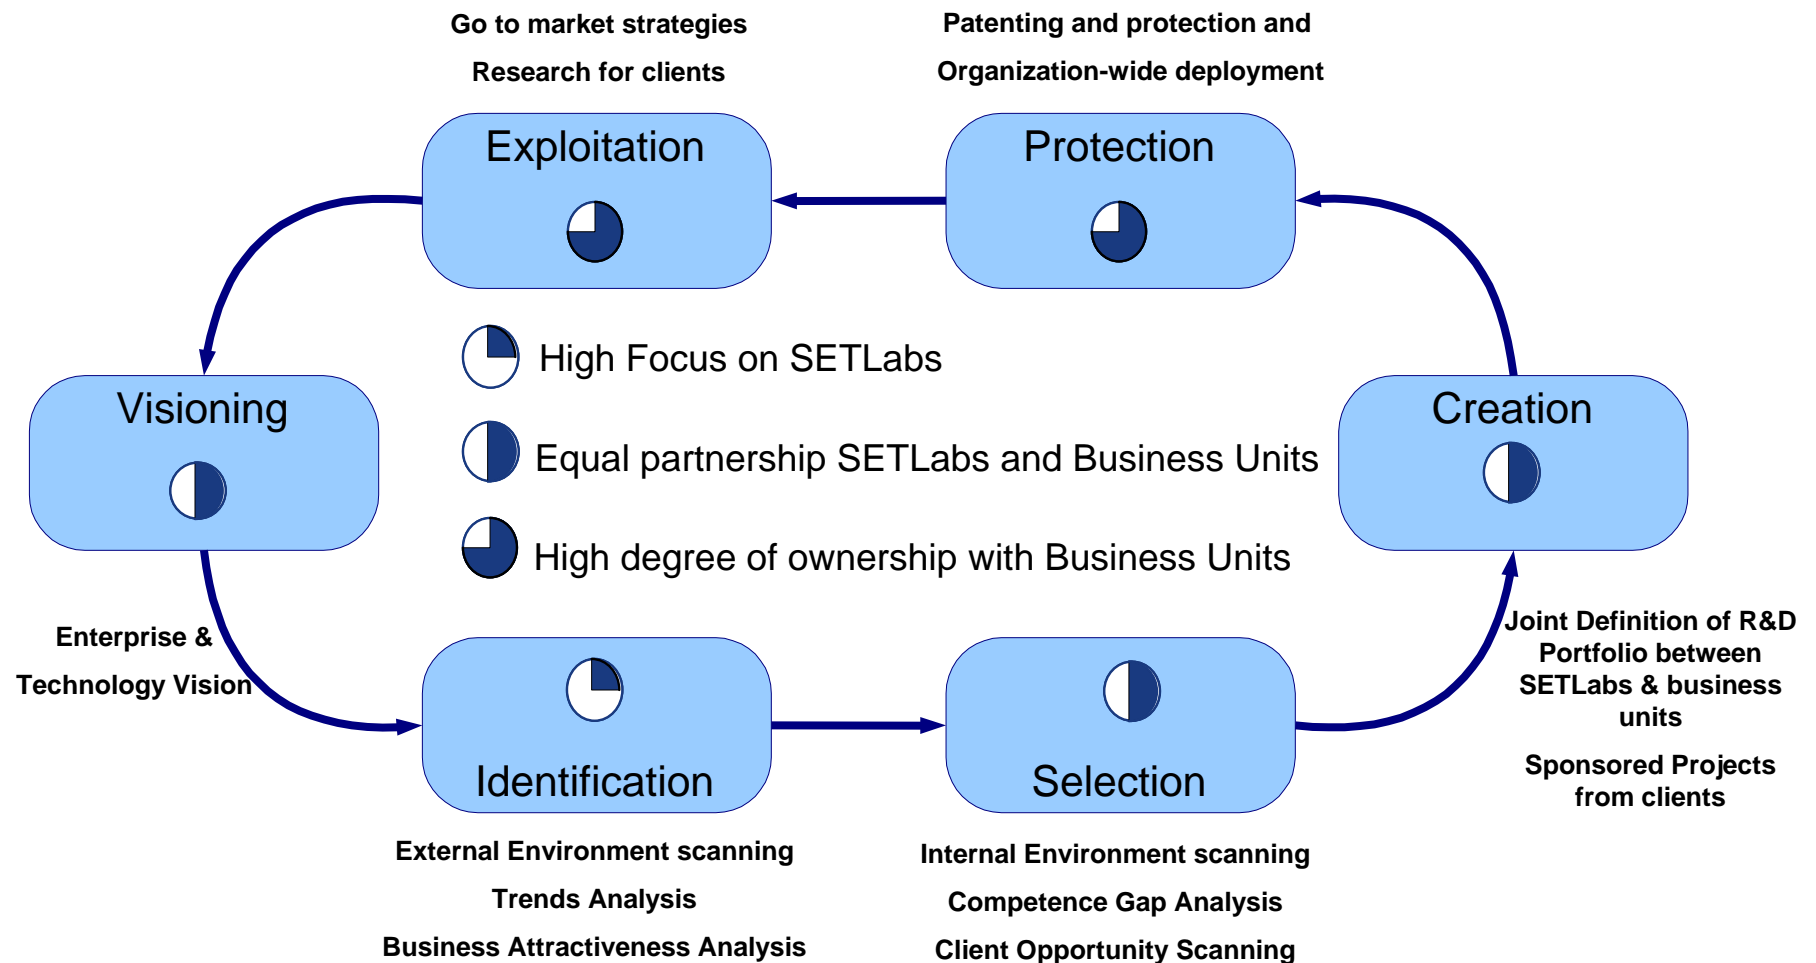 Go to market strategies
Research for clients
Patenting and protection and
Organization-wide deployment
Exploitation
Protection
High Focus on SETLabs
Visioning
Creation
Equal partnership SETLabs and Business Units
High degree of ownership with Business Units
Enterprise &
Technology Vision
Joint Definition of R&D
Portfolio between
SETLabs & business
units
Sponsored Projects
from clients
Identification
Selection
External Environment scanning
Trends Analysis
Business Attractiveness Analysis
Internal Environment scanning
Competence Gap Analysis
Client Opportunity Scanning